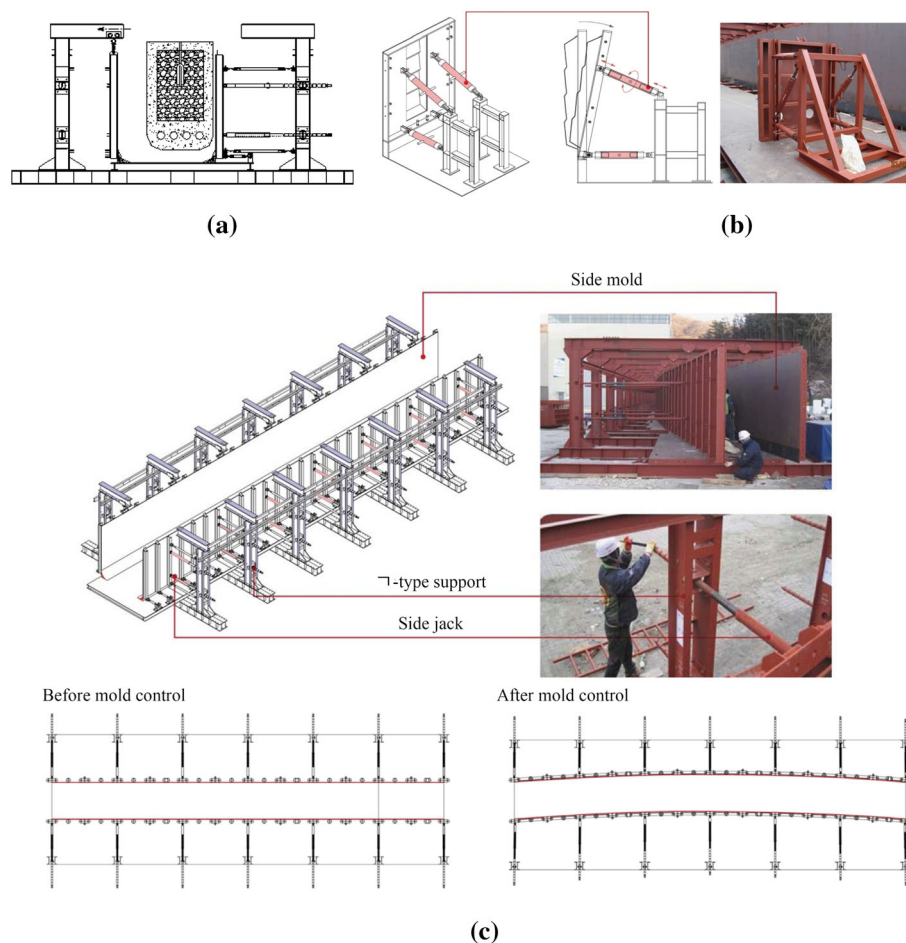 A
(a)
(b)
Side mold
ㄱ-type support
Side jack
Before mold control
After mold control
(c)